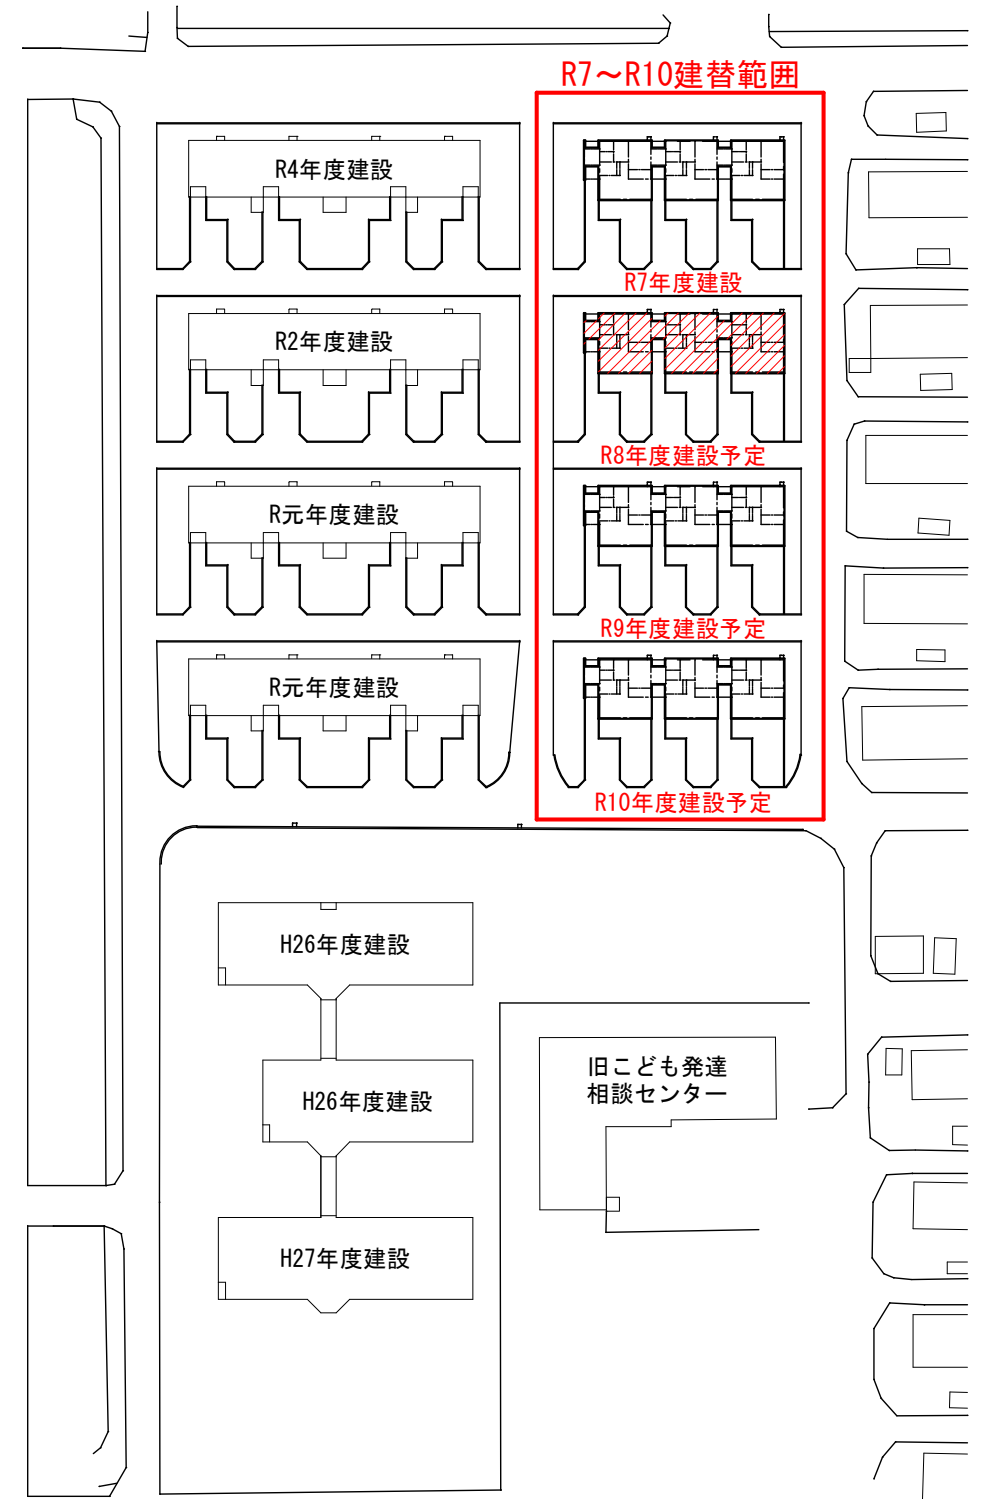 R7～R10建替範囲
R4年度建設
R7年度建設
R2年度建設
R8年度建設予定
R元年度建設
R9年度建設予定
R元年度建設
R10年度建設予定
H26年度建設
旧こども発達
相談センター
H26年度建設
H27年度建設